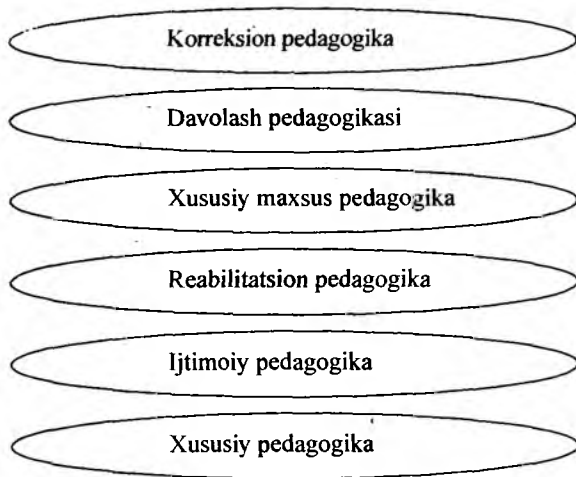 Korreksion pedagogika
Davolash pedagogikasi
Xususiy maxsus pedagogika
Reabilitatsion pedagogika
Ijtimoiy pedagogika
Xususiy pedagogika